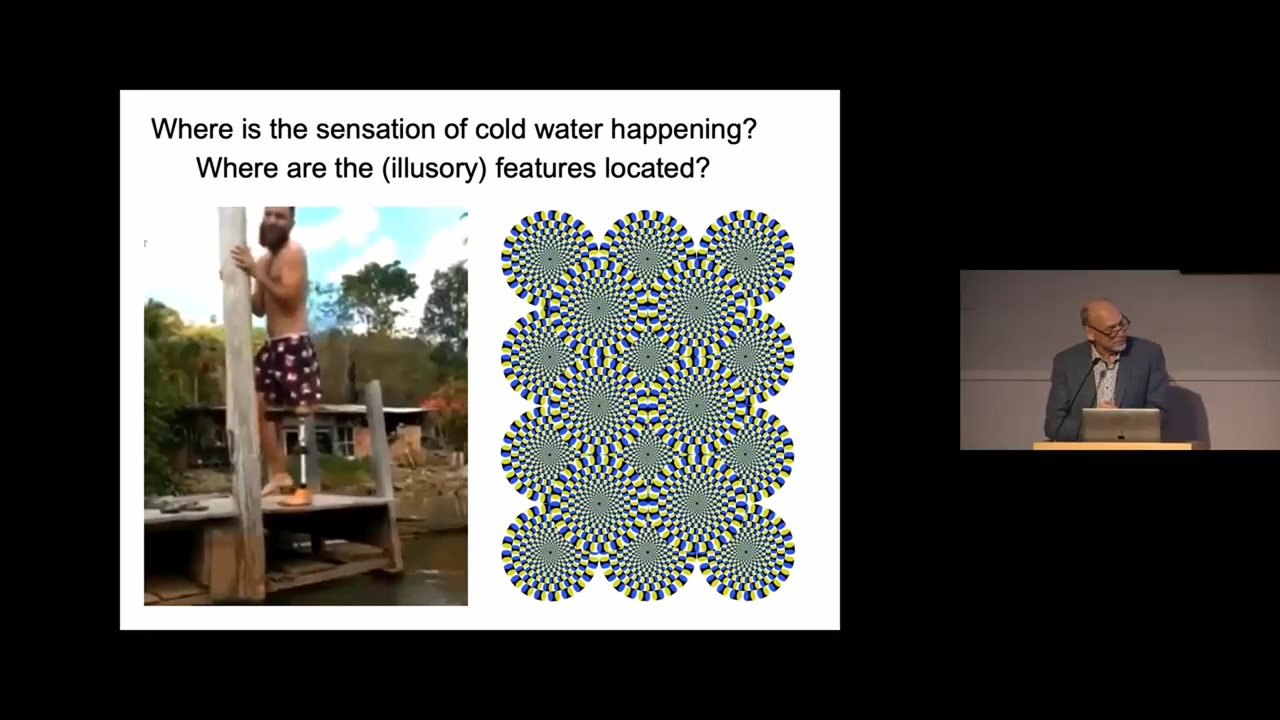 Where is the sensation of cold water happening?
Where are the (illusory) features located?